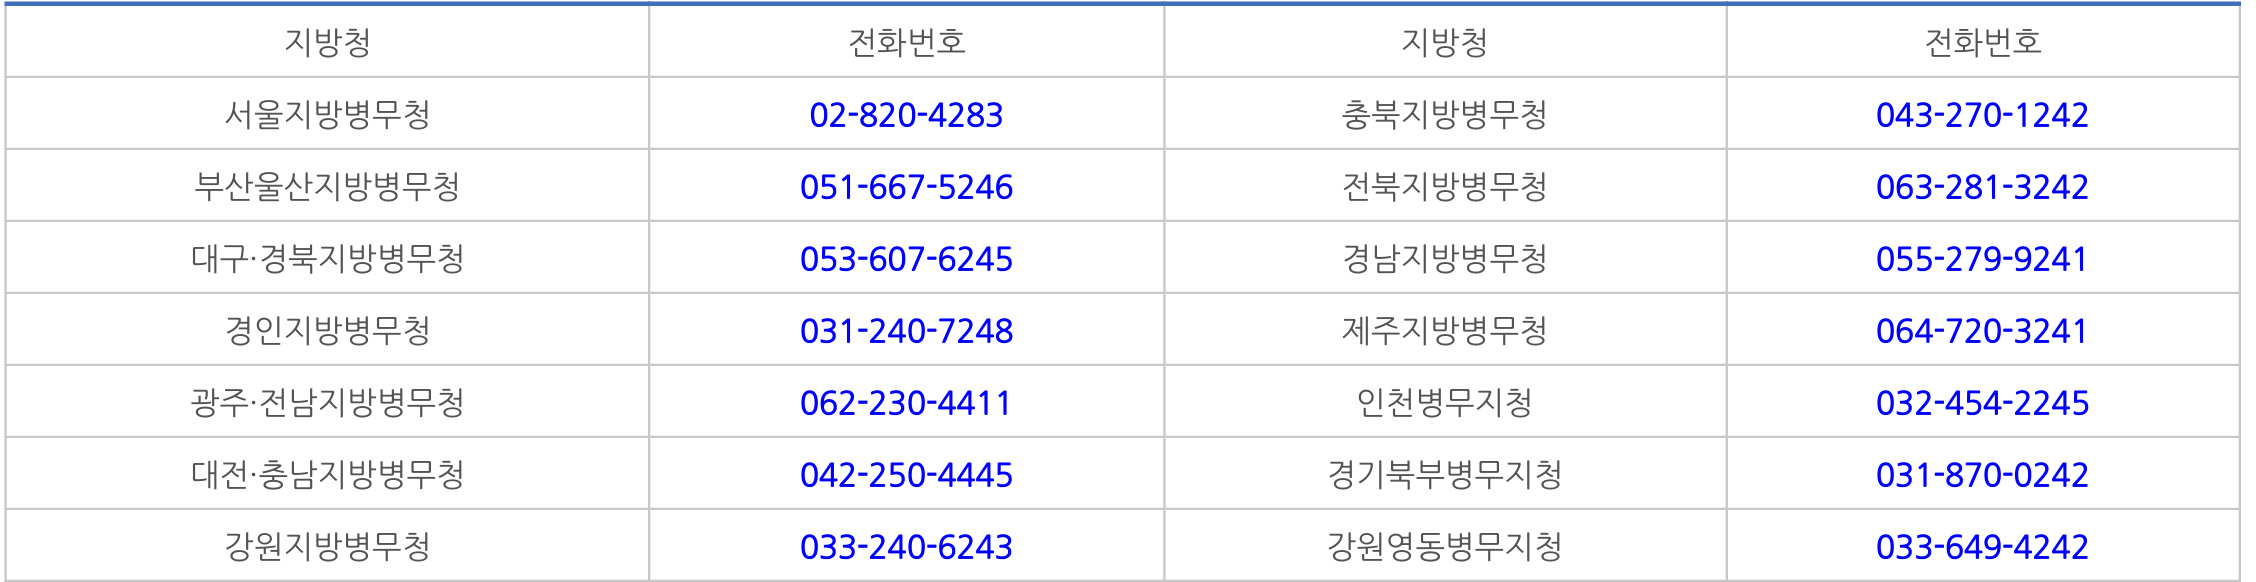 지방청 전화번호 지방청 전화번호
서울지방병무청 02-820-4283 충북지방병무청 043-270-1242
부산울산지방병무청 051-667-5246 전북지방병무청 063-281-3242
대구·경북지방병무청 053-607-6245 경남지방병무청 055-279-9241
경인지방병무청 031-240-7248 제주지방병무청 064-720-3241
광주·전남지방병무청 062-230-4411 인천병무지청 032-454-2245
대전·충남지방병무청 042-250-4445 경기북부병무지청 031-870-0242
강원지방병무청 033-240-6243 강원영동병무지청 033-649-4242